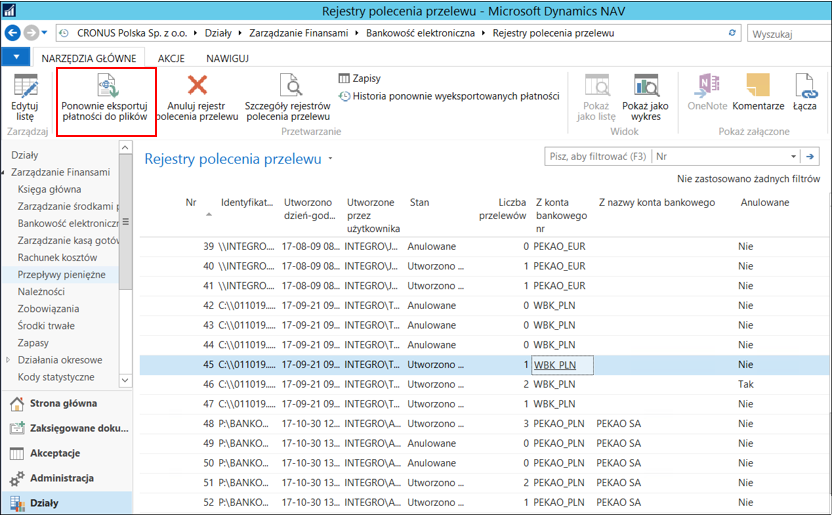 Rejestry polecenia przelewu - Microsoft Dynamics NAV
CRONUS Polska Sp. z o.o. Działy Zarządzanie Finansami Bankowość elektroniczna Rejestry polecenia przelewu
Wyszukaj
NARZĘDZIA GŁÓWNE AKCJE NAWIGUJ
Edytuj listę
Ponownie eksportuj płatności do plików
Anuluj rejestr polecenia przelewu
Szczegóły rejestrów polecenia przelewu
Zapisy
Historia ponownie wyeksportowanych płatności
Pokaż jako listę
Pokaż jako wykres
OneNote
Komentarze
Łącza
Zarządzaj Przetwarzanie Widok Pokaż załączone
Działy
Zarządzanie Finansami
Księga główna
Zarządzanie środkami p
Bankowość elektroniczn
Zarządzanie kasą gotów
Rachunek kosztów
Przepływy pieniężne
Należności
Zobowiązania
Środki trwałe
Zapasy
Działania okresowe
Kody statystyczne
Strona główna
Zaksięgowane doku...
Akceptacje
Administracja
Działy
Rejestry polecenia przelewu
Pisz, aby filtrować (F3) Nr
Nie zastosowano żadnych filtrów
Nr Identyfikat... Utworzono dzień-god... Utworzone przez użytkownika Stan Liczba przelewów Z konta bankowego nr Z nazwy konta bankowego Anulowane
39 \\INTEGRO.... 17-08-09 08... INTEGRO\J... Anulowane 0 PEKAO_EUR Nie
40 \\INTEGRO.... 17-08-09 08... INTEGRO\J... Utworzono ... 1 PEKAO_EUR Nie
41 \\INTEGRO.... 17-08-09 08... INTEGRO\J... Utworzono ... 1 PEKAO_EUR Nie
42 C:\\011019.... 17-09-21 09... INTEGRO\T... Anulowane 0 WBK_PLN Nie
43 C:\\011019.... 17-09-21 09... INTEGRO\T... Anulowane 0 WBK_PLN Nie
44 C:\\011019.... 17-09-21 09... INTEGRO\T... Anulowane 0 WBK_PLN Nie
45 C:\\011019.... 17-09-21 09... INTEGRO\T... Utworzono ... 1 WBK_PLN Nie
46 C:\\011019.... 17-09-21 09... INTEGRO\T... Utworzono ... 2 WBK_PLN Tak
47 C:\\011019.... 17-09-21 09... INTEGRO\T... Utworzono ... 1 WBK_PLN Nie
48 P:\BANKO... 17-10-30 12... INTEGRO\A... Utworzono ... 3 PEKAO_PLN PEKAO SA Nie
49 P:\BANKO... 17-10-30 13... INTEGRO\A... Anulowane 0 PEKAO_PLN PEKAO SA Nie
50 P:\BANKO... 17-10-30 13... INTEGRO\A... Anulowane 0 PEKAO_PLN PEKAO SA Nie
51 P:\BANKO... 17-10-30 13... INTEGRO\A... Utworzono ... 2 PEKAO_PLN PEKAO SA Nie
52 P:\BANKO... 17-10-30 13... INTEGRO\A... Utworzono ... 1 PEKAO_PLN PEKAO SA Nie